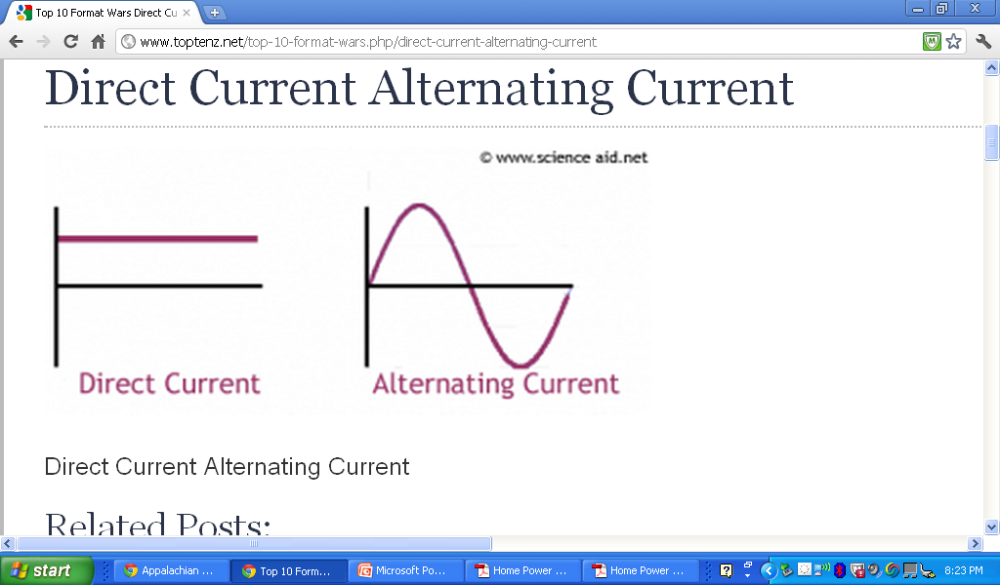 Top 10 Format Wars Direct Cu
www.toptenz.net/top-10-format-wars.php/direct-current-alternating-current
Direct Current Alternating Current
© www.science aid.net
Direct Current
Alternating Current
Direct Current Alternating Current
Related Posts:
start
Appalachian ...
Top 10 Form...
Microsoft Po...
Home Power ...
Home Power ...
8:23 PM